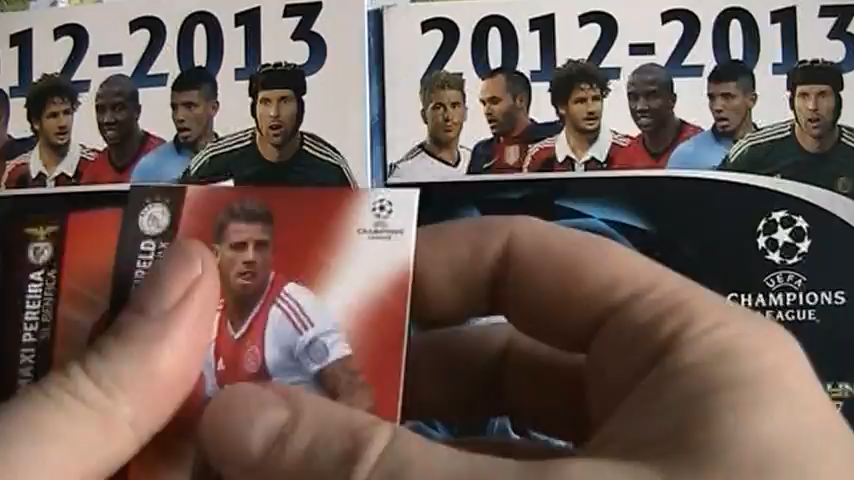 12-2013
2012-2013
UEFA
CHAMPIONS
LEAGUE
MAXI PEREIRA
SL BENFICA
CHAMPIONS
LEAGUE